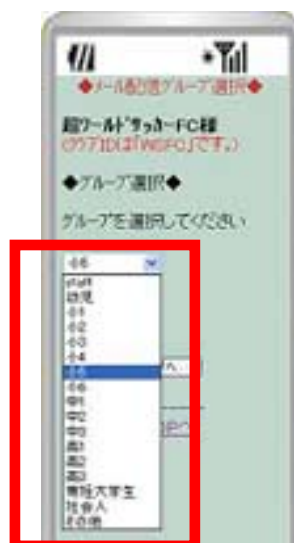 ◆メール配信グループ選択◆
超ワールドサッカーFC様
(クラブIDは「WSFC」です。)
◆グループ選択◆
グループを選択してください
小6
staff
幼児
小1
小2
小3
小4
小5
小6
中1
中2
中3
高1
高2
高3
専短大学生
社会人
その他
へ